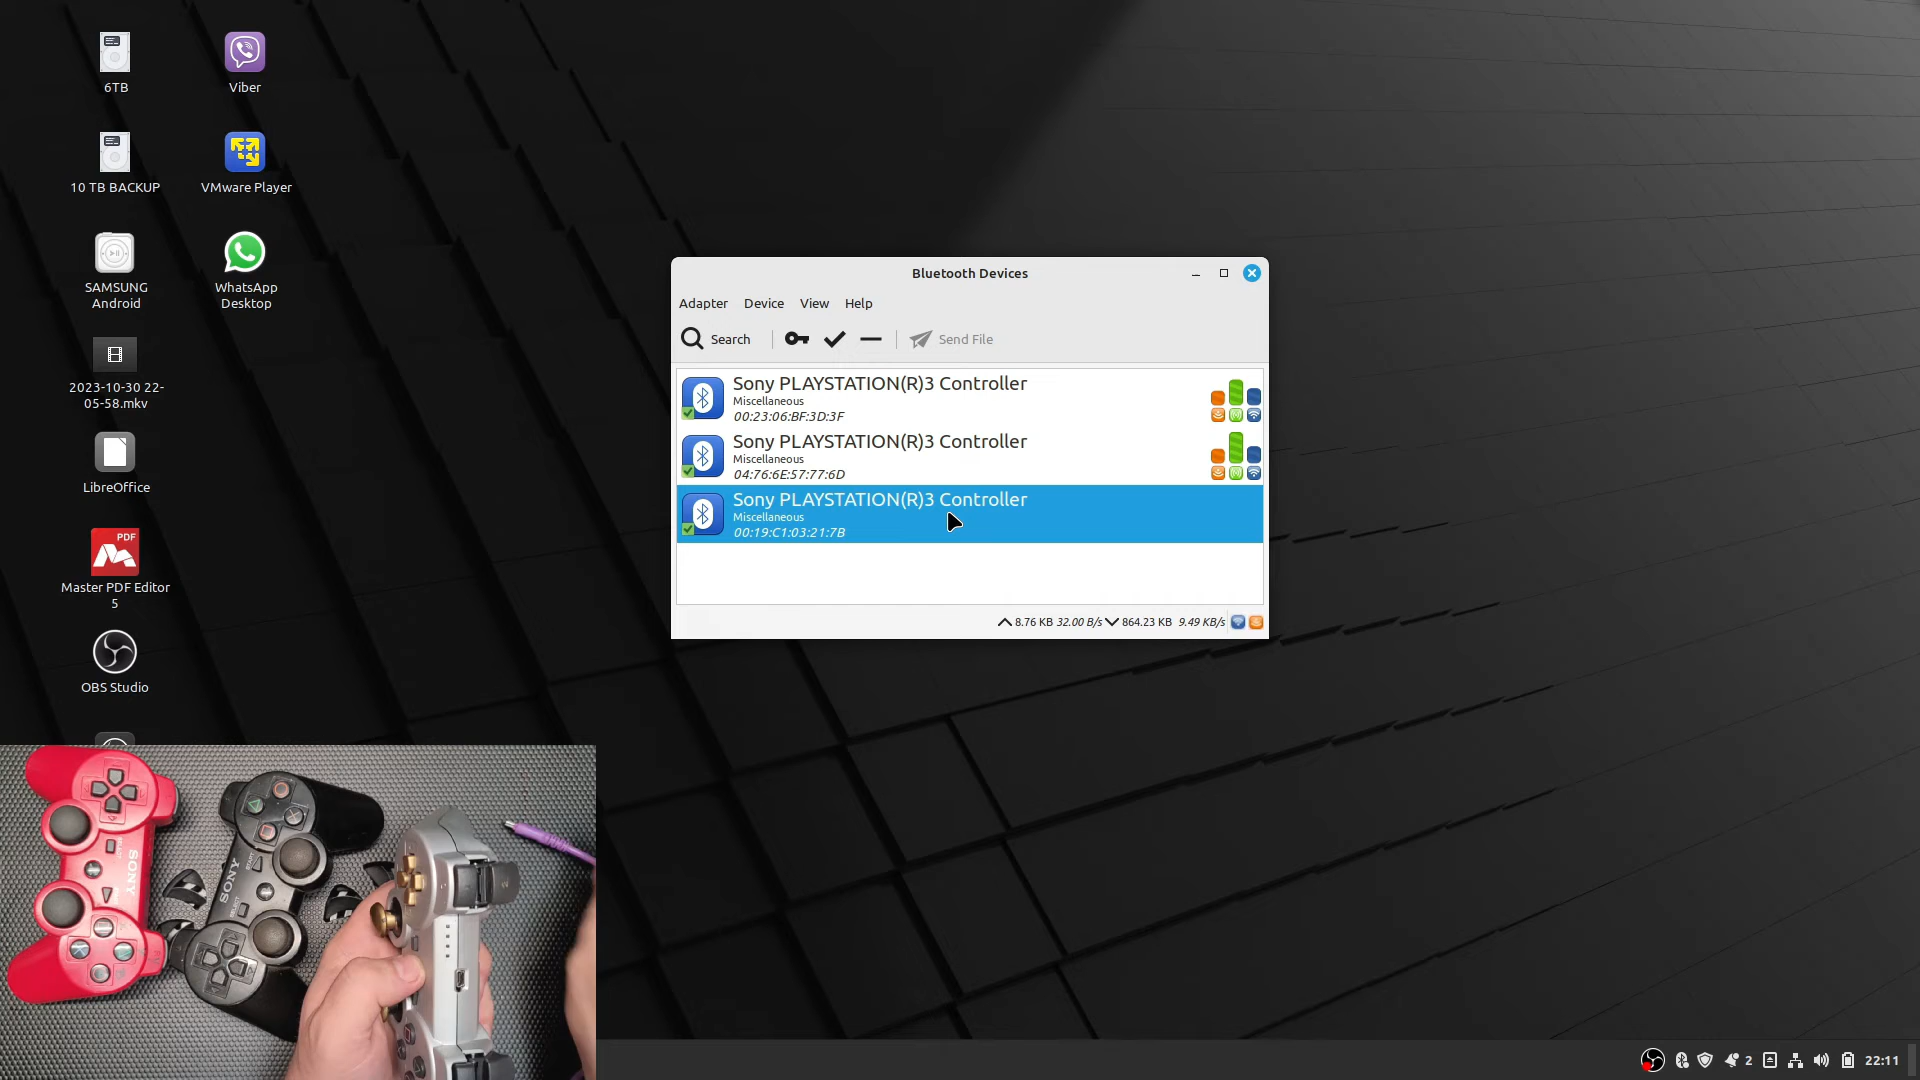 6TB
Viber
10 TB BACKUP
VMware Player
SAMSUNG
Android
WhatsApp
Desktop
2023-10-30 22-
05-58.mkv
LibreOffice
PDF
Master PDF Editor
5
OBS Studio
Bluetooth Devices
Adapter Device View Help
Search Send File
Sony PLAYSTATION(R)3 Controller
Miscellaneous
00:23:06:BF:3D:3F
Sony PLAYSTATION(R)3 Controller
Miscellaneous
04:76:6E:57:77:6D
Sony PLAYSTATION(R)3 Controller
Miscellaneous
00:19:C1:03:21:7B
8.76 KB 32.00 B/s 864.23 KB 9.49 KB/s
SONY
SELECT
START
SONY
SELECT
2 22:11